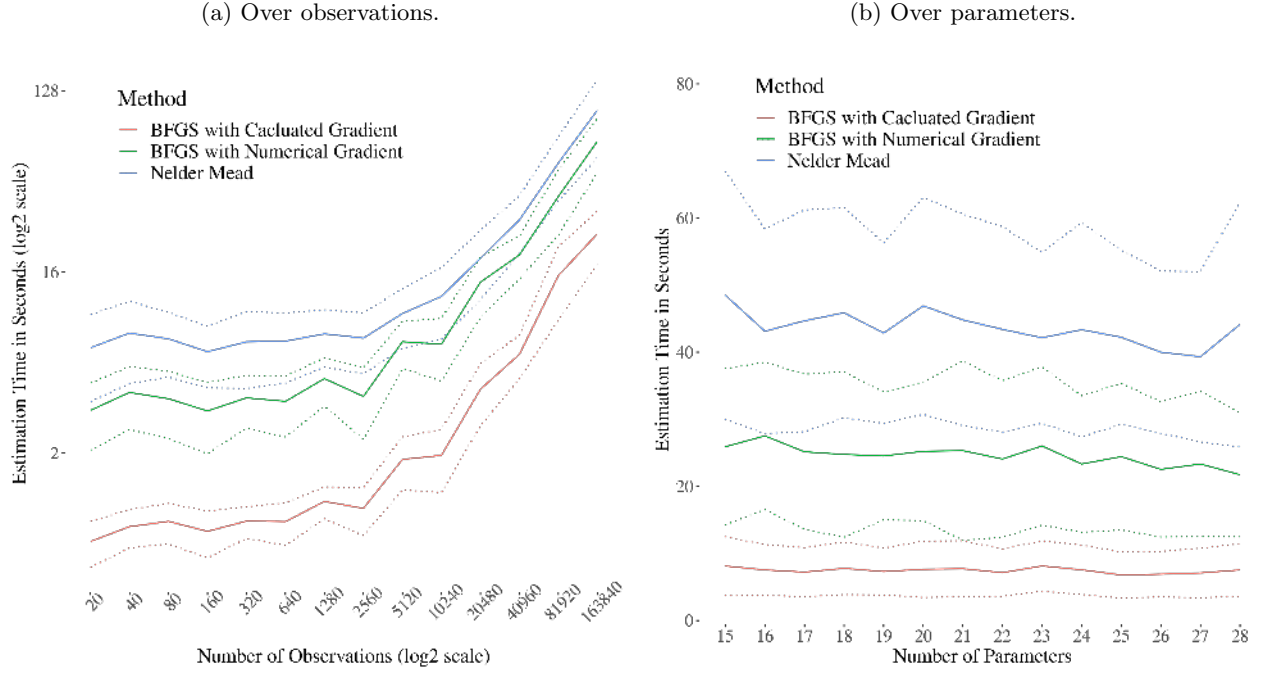 (a) Over observations.
128
16
2
Estimation Time in Seconds (log2 scale)
Method
BFGS with Cacluated Gradient
BFGS with Numerical Gradient
Nelder Mead
20
40
80
160
320
640
1280
2560
5120
10240
20480
40960
81920
163840
Number of Observations (log2 scale)
(b) Over parameters.
80
60
40
20
0
Estimation Time in Seconds
Method
BFGS with Cacluated Gradient
BFGS with Numerical Gradient
Nelder Mead
15 16 17 18 19 20 21 22 23 24 25 26 27 28
Number of Parameters